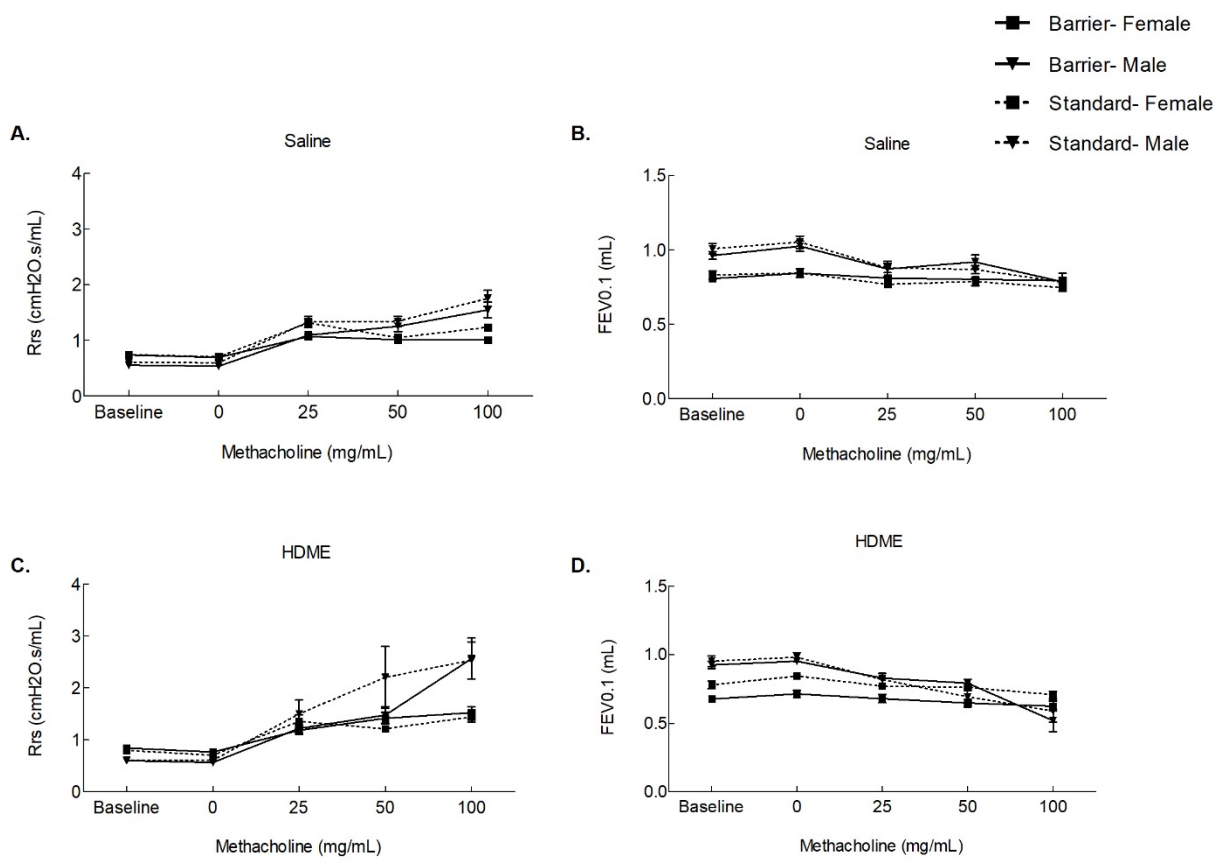 Barrier- Female
Barrier- Male
Standard- Female
Standard- Male
A.
Saline
Rrs (cmH2O.s/mL)
4
3
2
1
0
Baseline 0 25 50 100
Methacholine (mg/mL)
B.
Saline
FEV0.1 (mL)
1.5
1.0
0.5
0.0
Baseline 0 25 50 100
Methacholine (mg/mL)
C.
HDME
Rrs (cmH2O.s/mL)
4
3
2
1
0
Baseline 0 25 50 100
Methacholine (mg/mL)
D.
HDME
FEV0.1 (mL)
1.5
1.0
0.5
0.0
Baseline 0 25 50 100
Methacholine (mg/mL)